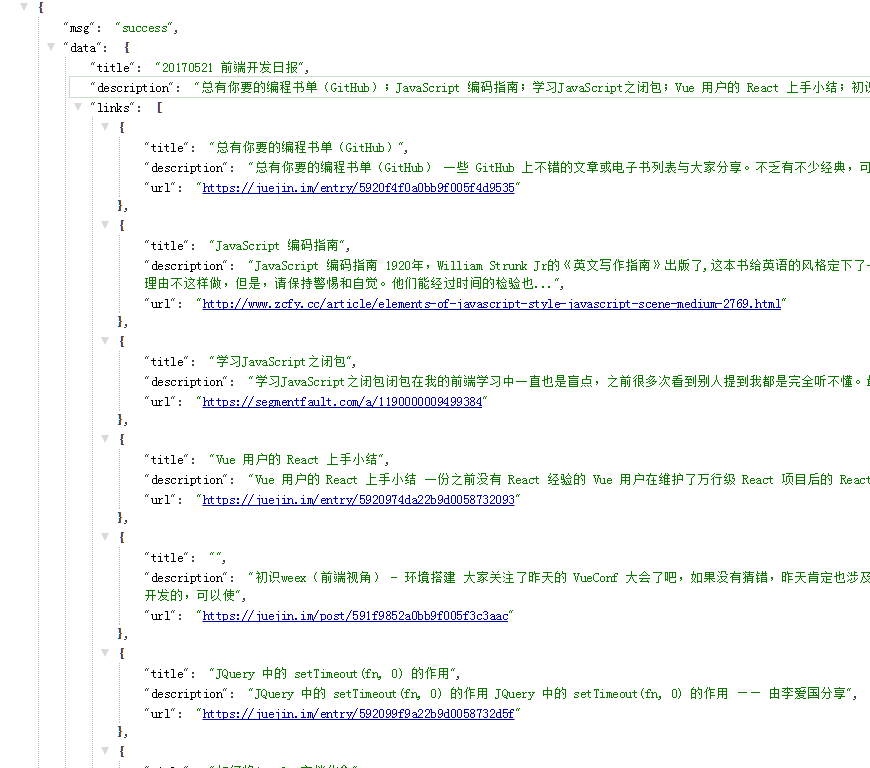 {
"msg": "success",
"data": {
"title": "20170521 前端开发日报",
"description": "总有你要的编程书单（GitHub）；JavaScript 编码指南；学习JavaScript之闭包；Vue 用户的 React 上手小结；初识
"links": [
{
"title": "总有你要的编程书单（GitHub）",
"description": "总有你要的编程书单（GitHub） 一些 GitHub 上不错的文章或电子书列表与大家分享。不乏有不少经典，可
"url": "https://juejin.im/entry/5920f4f0a0bb9f005f4d9535"
},
{
"title": "JavaScript 编码指南",
"description": "JavaScript 编码指南 1920年，William Strunk Jr的《英文写作指南》出版了,这本书给英语的风格定下了一
理由不这样做，但是，请保持警惕和自觉。他们能经过时间的检验也...",
"url": "http://www.zcfy.cc/article/elements-of-javascript-style-javascript-scene-medium-2769.html"
},
{
"title": "学习JavaScript之闭包",
"description": "学习JavaScript之闭包闭包在我的前端学习中一直也是盲点，之前很多次看到别人提到我都是完全听不懂。
"url": "https://segmentfault.com/a/1190000009499384"
},
{
"title": "Vue 用户的 React 上手小结",
"description": "Vue 用户的 React 上手小结 一份之前没有 React 经验的 Vue 用户在维护了万行级 React 项目后的 React
"url": "https://juejin.im/entry/5920974da22b9d0058732093"
},
{
"title": "",
"description": "初识weex（前端视角） - 环境搭建 大家关注了昨天的 VueConf 大会了吧，如果没有猜错，昨天肯定也涉及
开发的，可以使",
"url": "https://juejin.im/post/591f9852a0bb9f005f3c3aac"
},
{
"title": "JQuery 中的 setTimeout(fn, 0) 的作用",
"description": "JQuery 中的 setTimeout(fn, 0) 的作用 JQuery 中的 setTimeout(fn, 0) 的作用 —— 由李爱国分享",
"url": "https://juejin.im/entry/592099f9a22b9d0058732d5f"
},
{